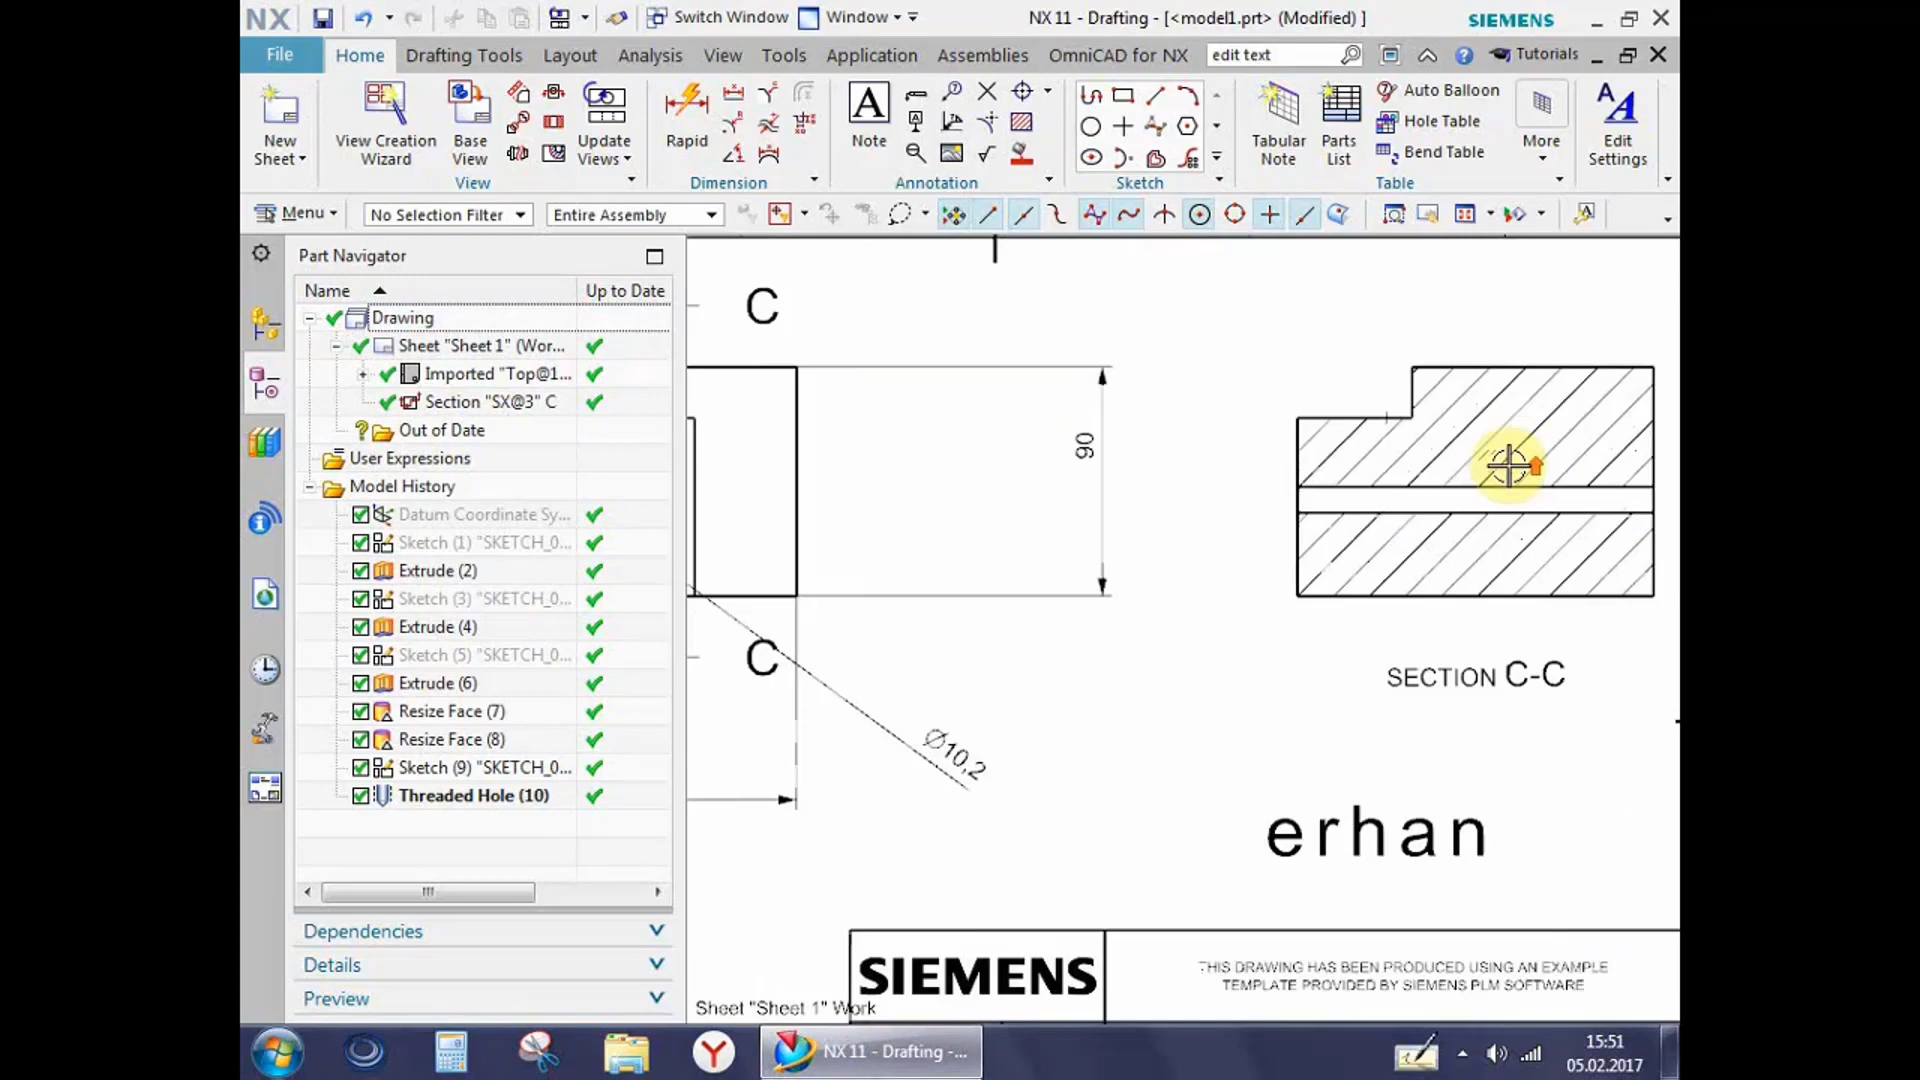 NX
Switch Window
Window
NX 11 - Drafting - [<model1.prt> (Modified) ]
SIEMENS
File
Home
Drafting Tools
Layout
Analysis
View
Tools
Application
Assemblies
OmniCAD for NX
edit text
Tutorials
New
Sheet
View Creation
Wizard
Base
View
Update
Views
Rapid
A
Note
Tabular
Note
Parts
List
Auto Balloon
Hole Table
Bend Table
More
Edit
Settings
View
Dimension
Annotation
Sketch
Table
Menu
No Selection Filter
Entire Assembly
Part Navigator
Name
Up to Date
Drawing
Sheet "Sheet 1" (Wor...
Imported "Top@1...
Section "SX@3" C
Out of Date
User Expressions
Model History
Datum Coordinate Sy...
Sketch (1) "SKETCH_0...
Extrude (2)
Sketch (3) "SKETCH_0...
Extrude (4)
Sketch (5) "SKETCH_0...
Extrude (6)
Resize Face (7)
Resize Face (8)
Sketch (9) "SKETCH_0...
Threaded Hole (10)
Dependencies
Details
Preview
C
90
C
Ø10,2
SECTION C-C
erhan
SIEMENS
THIS DRAWING HAS BEEN PRODUCED USING AN EXAMPLE
TEMPLATE PROVIDED BY SIEMENS PLM SOFTWARE
Sheet "Sheet 1" Work
NX 11 - Drafting -...
15:51
05.02.2017